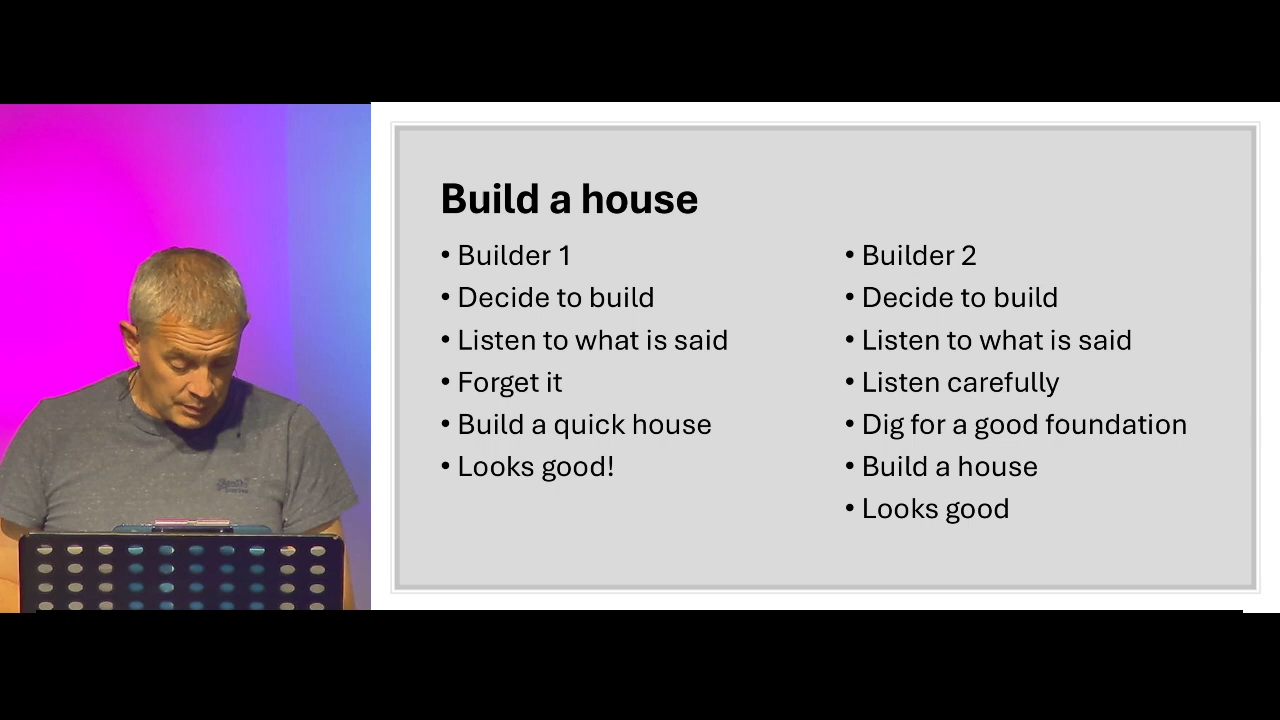 Build a house
• Builder 1
• Decide to build
• Listen to what is said
• Forget it
• Build a quick house
• Looks good!
• Builder 2
• Decide to build
• Listen to what is said
• Listen carefully
• Dig for a good foundation
• Build a house
• Looks good